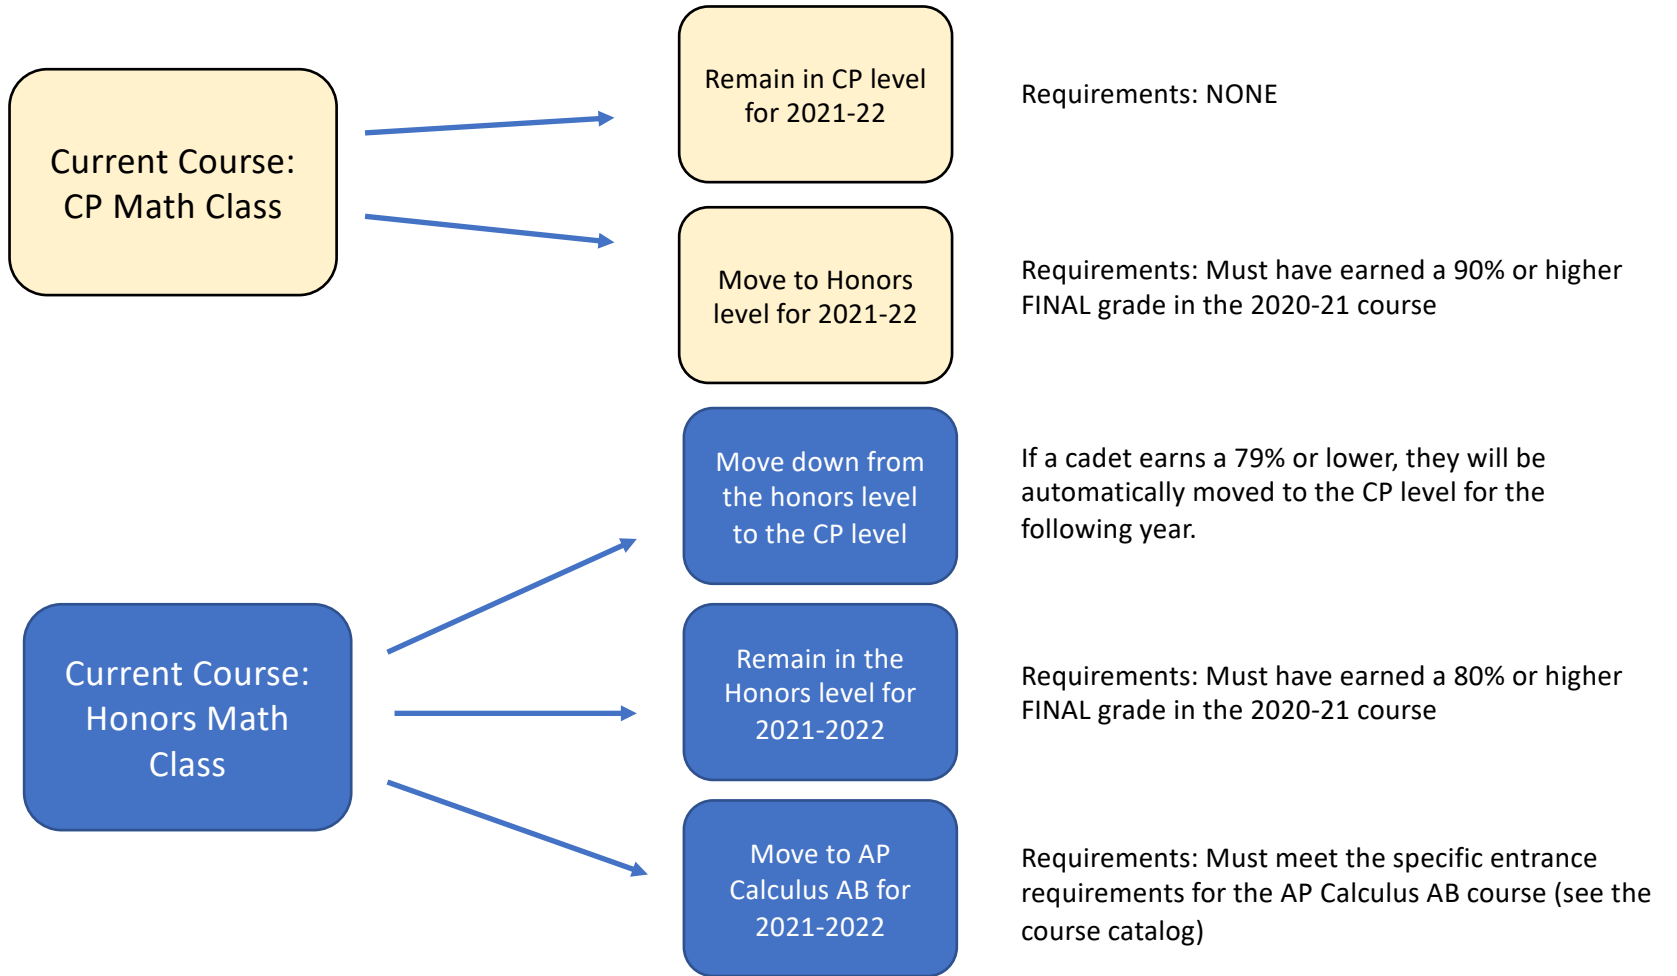 Current Course:
CP Math Class
Remain in CP level
for 2021-22
Requirements: NONE
Move to Honors
level for 2021-22
Requirements: Must have earned a 90% or higher
FINAL grade in the 2020-21 course
Current Course:
Honors Math
Class
Move down from
the honors level
to the CP level
If a cadet earns a 79% or lower, they will be
automatically moved to the CP level for the
following year.
Remain in the
Honors level for
2021-2022
Requirements: Must have earned a 80% or higher
FINAL grade in the 2020-21 course
Move to AP
Calculus AB for
2021-2022
Requirements: Must meet the specific entrance
requirements for the AP Calculus AB course (see the
course catalog)